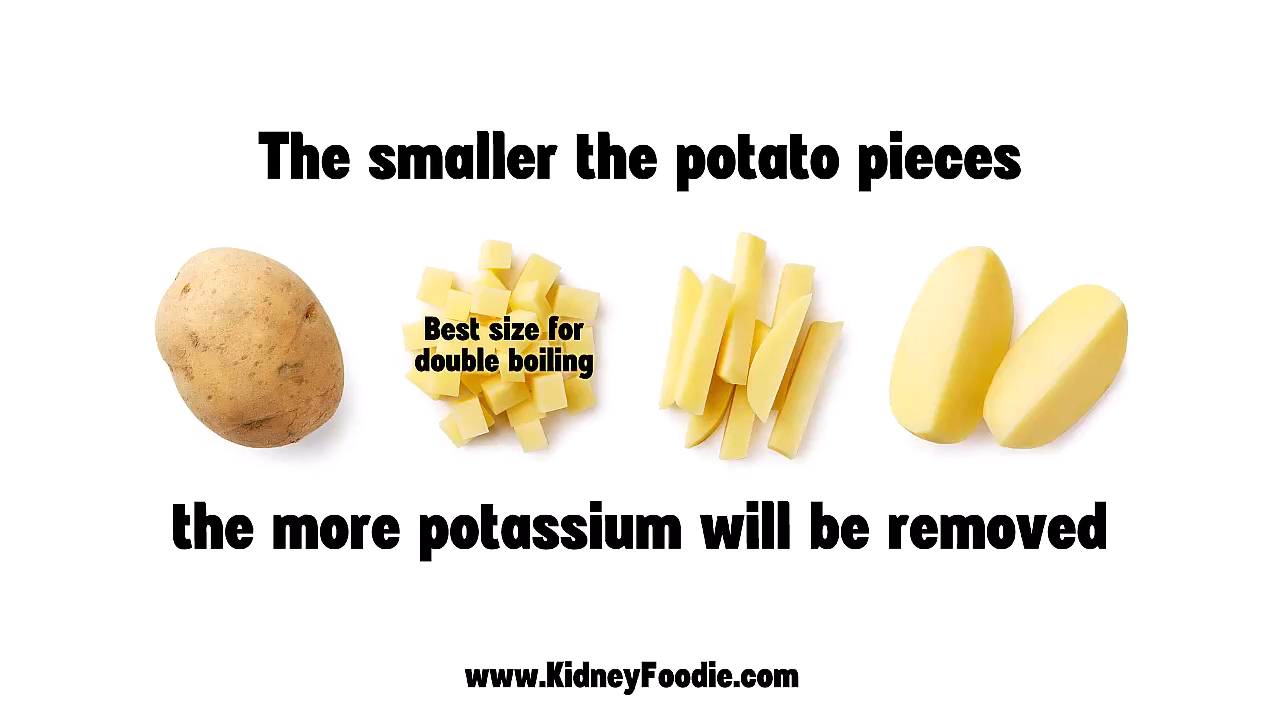 The smaller the potato pieces
Best size for
double boiling
the more potassium will be removed
www.KidneyFoodie.com